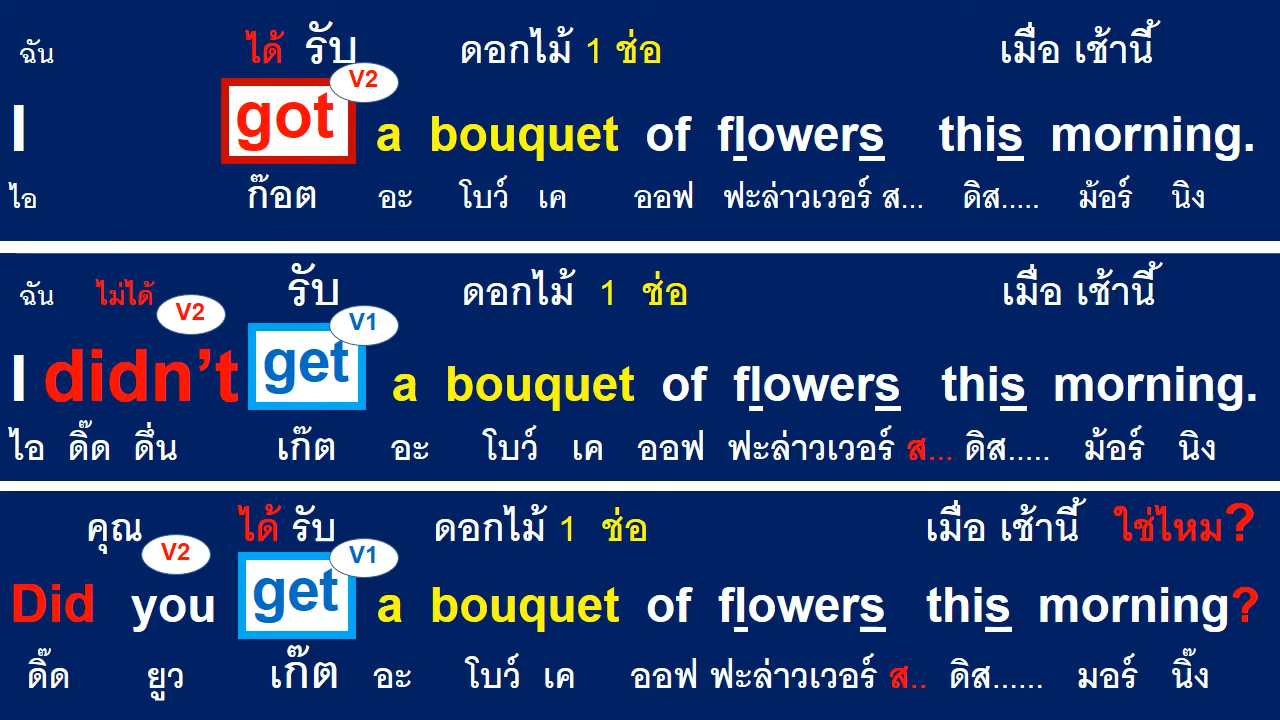 ฉัน ได้ รับ ดอกไม้ 1 ช่อ เมื่อ เช้านี้
V2
I got a bouquet of flowers this morning.
ไอ ก๊อต อะ โบว์ เค ออฟ ฟะล่าวเวอร์ ส... ดิส..... ม้อร์ นิง
ฉัน ไม่ได้ รับ ดอกไม้ 1 ช่อ เมื่อ เช้านี้
V2 V1
I didn’t get a bouquet of flowers this morning.
ไอ ดิ๊ด ดึ่น เก๊ต อะ โบว์ เค ออฟ ฟะล่าวเวอร์ ส... ดิส..... ม้อร์ นิง
คุณ ได้ รับ ดอกไม้ 1 ช่อ เมื่อ เช้านี้ ใช่ไหม?
V2 V1
Did you get a bouquet of flowers this morning?
ดิ๊ด ยูว เก๊ต อะ โบว์ เค ออฟ ฟะล่าวเวอร์ ส.. ดิส...... มอร์ นิ๊ง